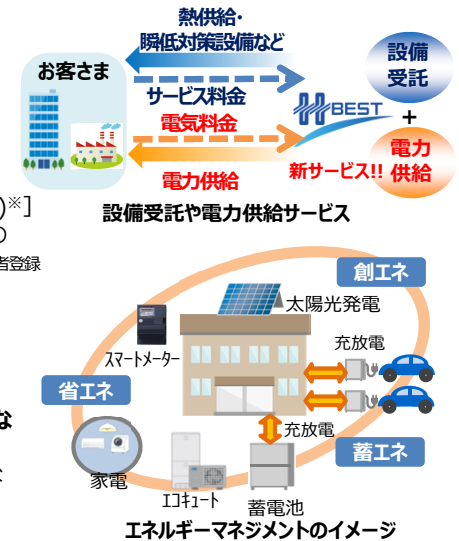 熱供給・
瞬低対策設備など
お客さま
設備
受託
サービス料金
BEST
+
電気料金
電力
供給
新サービス!!
電力供給
)※]
設備受託や電力供給サービス
者登録
創エネ
太陽光発電
スマートメーター
充放電
省エネ
な
充放電
蓄エネ
家電
エコキュート
蓄電池
エネルギーマネジメントのイメージ